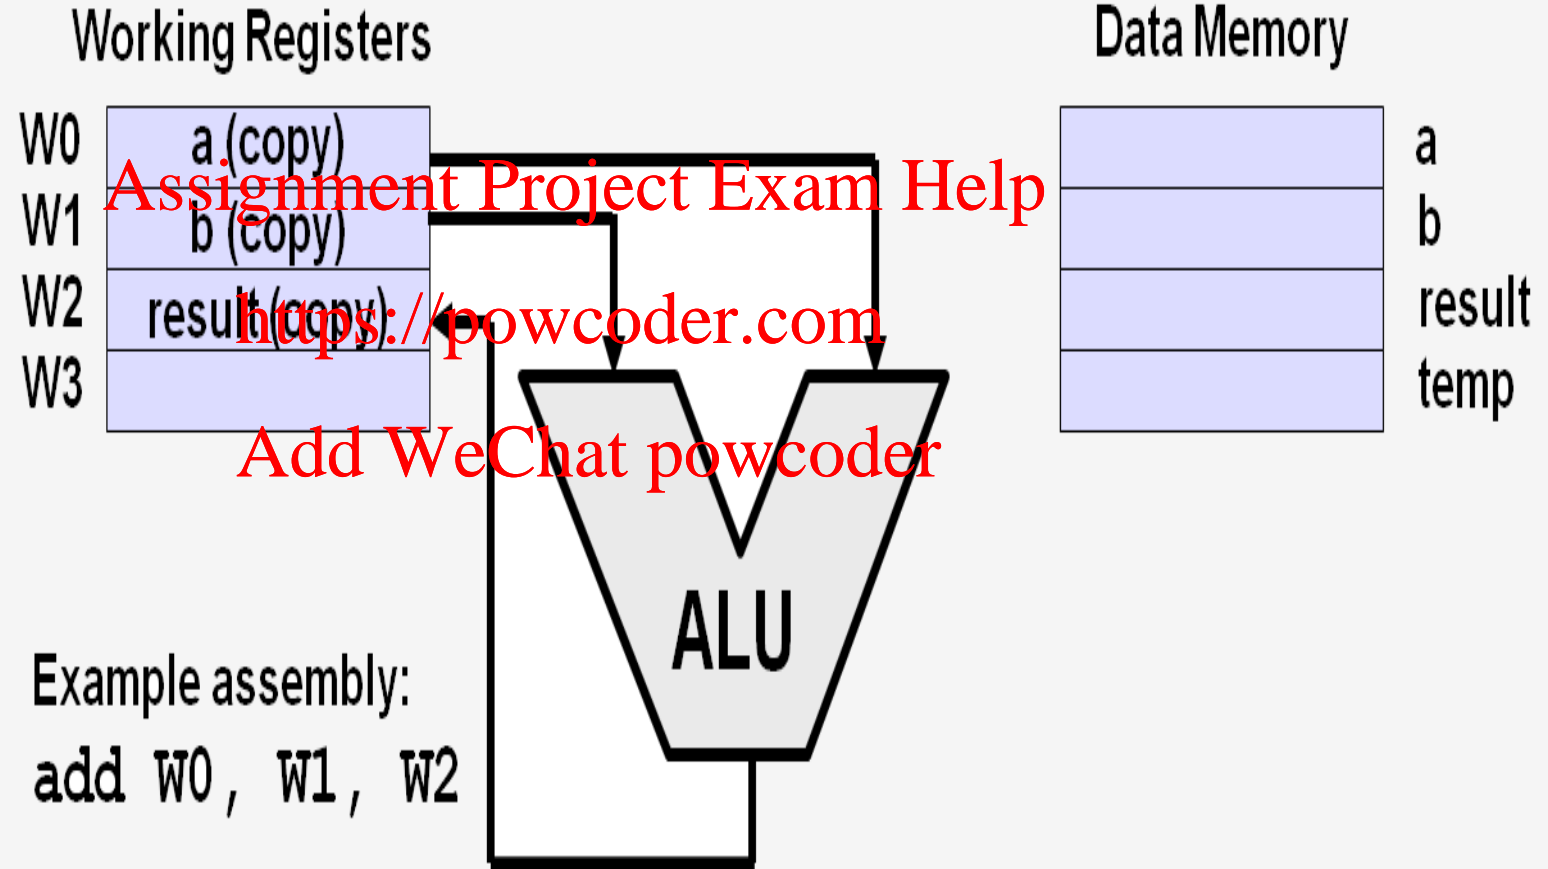 Working Registers
Data Memory
W0
a (copy)
a
Assignment Project Exam Help
W1
b (copy)
b
W2
result (copy)
result
https://powcoder.com
W3
temp
Add WeChat powcoder
ALU
Example assembly:
add W0, W1, W2